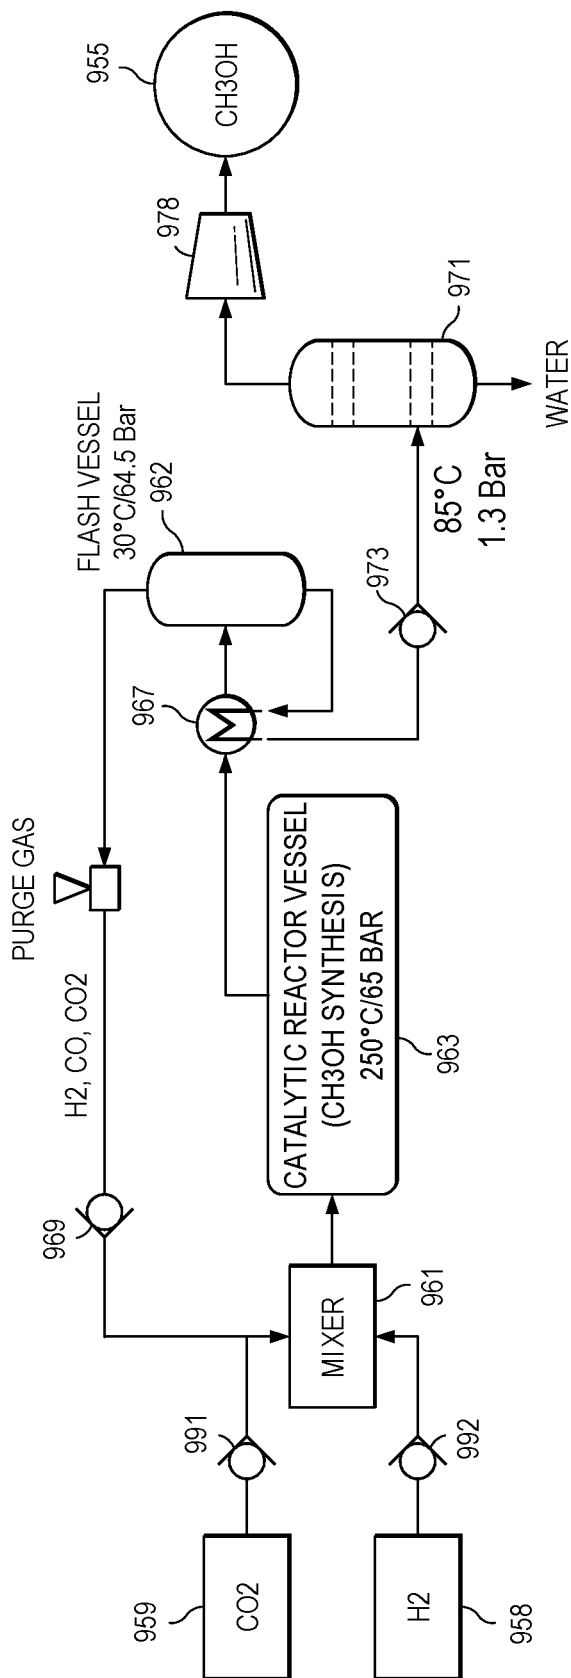 959
CO2
991
H2
958
992
MIXER
961
969
H2, CO, CO2
PURGE GAS
CATALYTIC REACTOR VESSEL
(CH3OH SYNTHESIS)
250°C/65 BAR
963
967
FLASH VESSEL
30°C/64.5 Bar
962
973
85°C
1.3 Bar
971
WATER
978
CH3OH
955